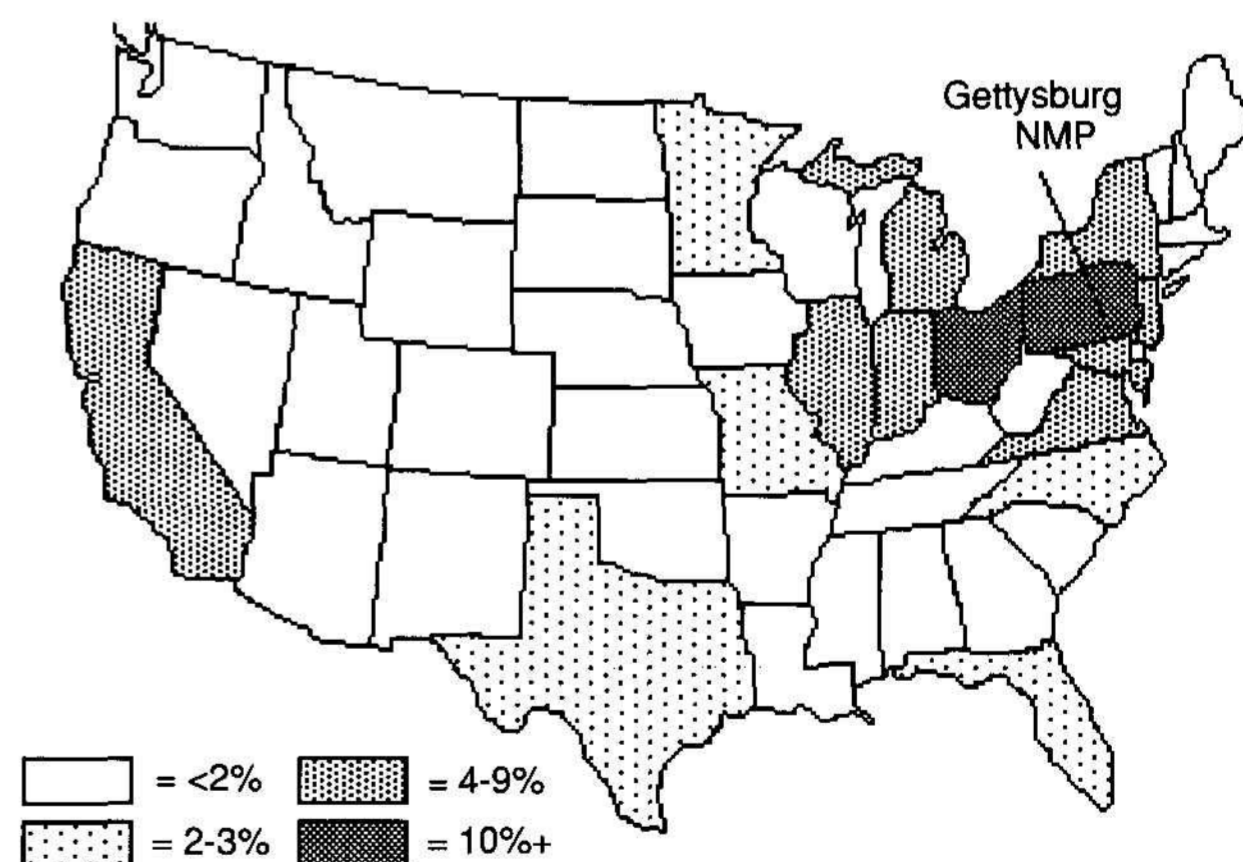 Gettysburg
NMP
= <2%
= 4-9%
= 2-3%
= 10%+